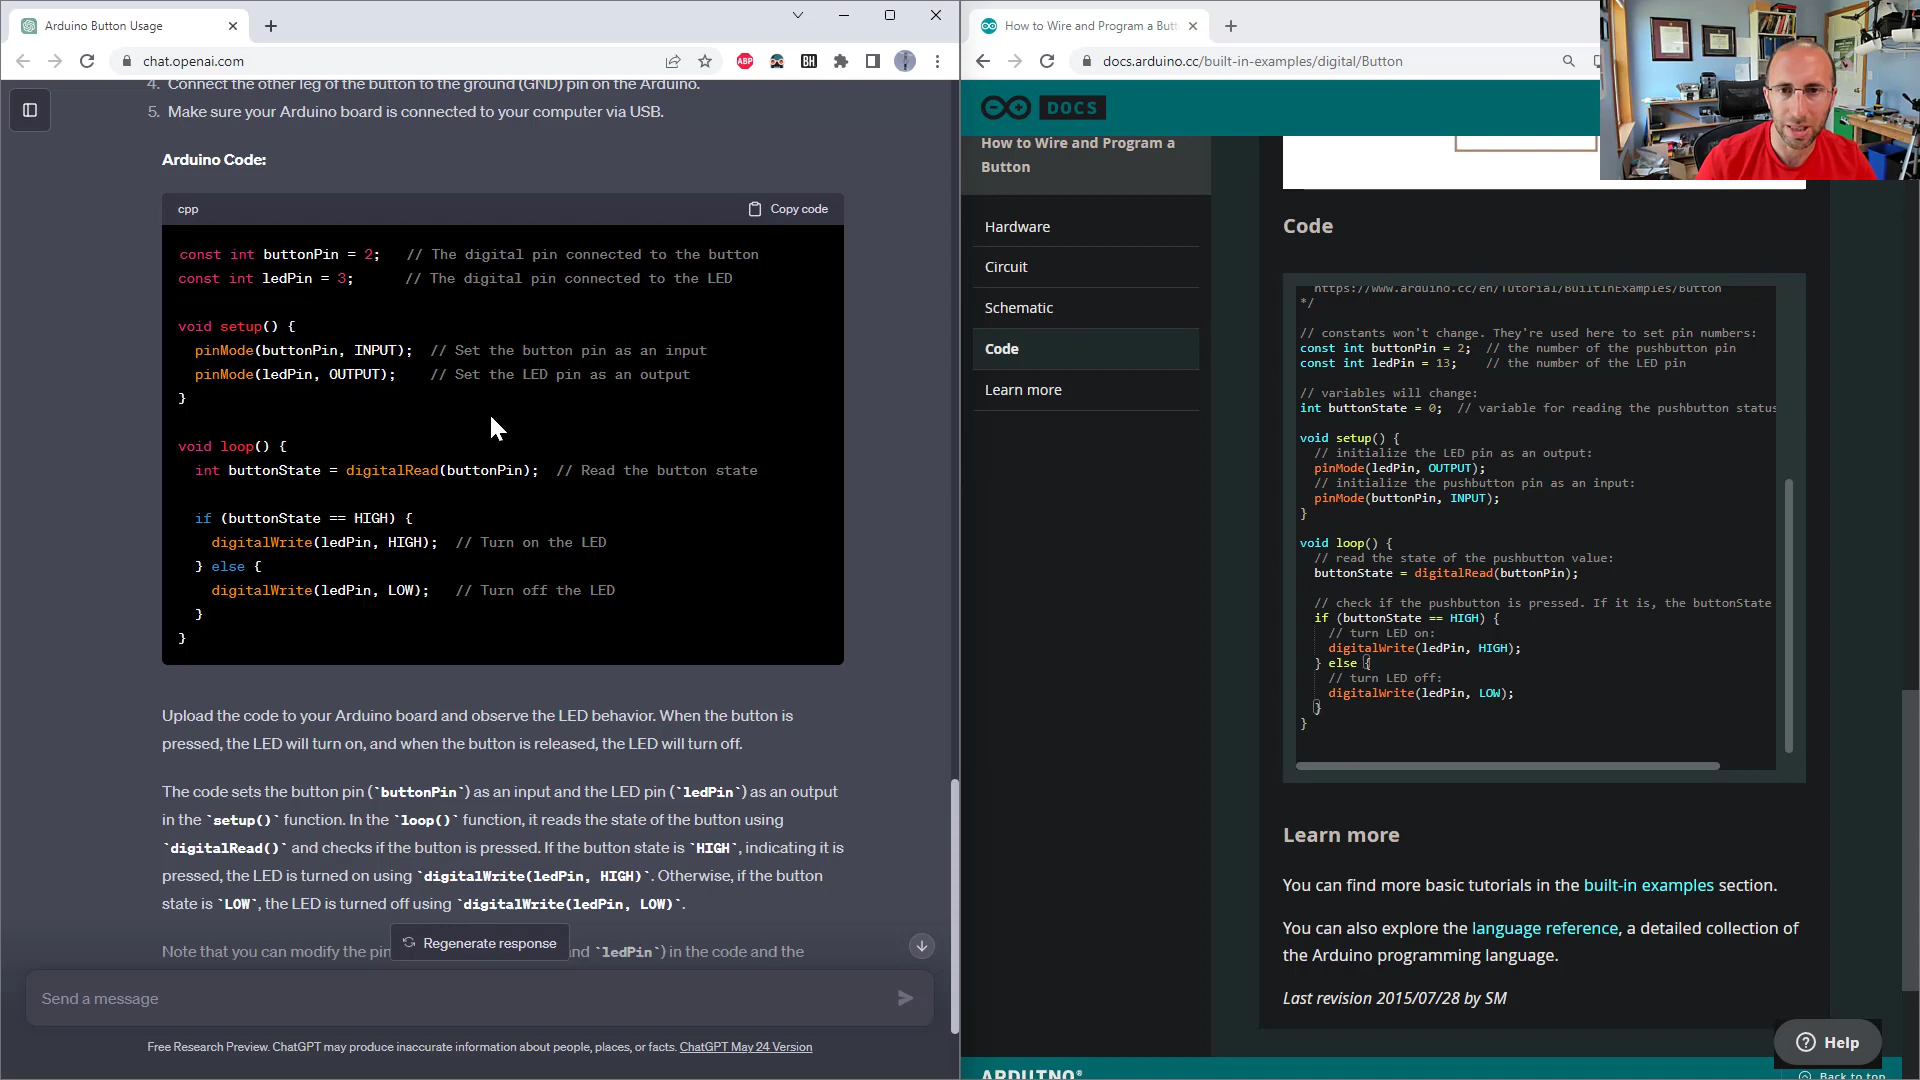 Arduino Button Usage
chat.openai.com
ABP
BH
4. Connect the other leg of the button to the ground (GND) pin on the Arduino.
5. Make sure your Arduino board is connected to your computer via USB.
Arduino Code:
cpp
Copy code
const int buttonPin = 2;   // The digital pin connected to the button
const int ledPin = 3;      // The digital pin connected to the LED
void setup() {
  pinMode(buttonPin, INPUT);  // Set the button pin as an input
  pinMode(ledPin, OUTPUT);    // Set the LED pin as an output
}
void loop() {
  int buttonState = digitalRead(buttonPin);  // Read the button state
  if (buttonState == HIGH) {
    digitalWrite(ledPin, HIGH);  // Turn on the LED
  } else {
    digitalWrite(ledPin, LOW);   // Turn off the LED
  }
}
Upload the code to your Arduino board and observe the LED behavior. When the button is
pressed, the LED will turn on, and when the button is released, the LED will turn off.
The code sets the button pin (`buttonPin`) as an input and the LED pin (`ledPin`) as an output
in the `setup()` function. In the `loop()` function, it reads the state of the button using
`digitalRead()` and checks if the button is pressed. If the button state is `HIGH`, indicating it is
pressed, the LED is turned on using `digitalWrite(ledPin, HIGH)`. Otherwise, if the button
state is `LOW`, the LED is turned off using `digitalWrite(ledPin, LOW)`.
Note that you can modify the pin
Regenerate response
`ledPin`) in the code and the
Send a message
Free Research Preview. ChatGPT may produce inaccurate information about people, places, or facts. ChatGPT May 24 Version
How to Wire and Program a But
docs.arduino.cc/built-in-examples/digital/Button
DOCS
How to Wire and Program a
Button
Hardware
Circuit
Schematic
Code
Learn more
Code
https://www.arduino.cc/en/Tutorial/BuiltInExamples/Button
*/
// constants won't change. They're used here to set pin numbers:
const int buttonPin = 2;  // the number of the pushbutton pin
const int ledPin = 13;    // the number of the LED pin
// variables will change:
int buttonState = 0;  // variable for reading the pushbutton status
void setup() {
  // initialize the LED pin as an output:
  pinMode(ledPin, OUTPUT);
  // initialize the pushbutton pin as an input:
  pinMode(buttonPin, INPUT);
}
void loop() {
  // read the state of the pushbutton value:
  buttonState = digitalRead(buttonPin);
  // check if the pushbutton is pressed. If it is, the buttonState
  if (buttonState == HIGH) {
    // turn LED on:
    digitalWrite(ledPin, HIGH);
  } else {
    // turn LED off:
    digitalWrite(ledPin, LOW);
  }
}
Learn more
You can find more basic tutorials in the built-in examples section.
You can also explore the language reference, a detailed collection of
the Arduino programming language.
Last revision 2015/07/28 by SM
Help
ARDUINO®
Back to top